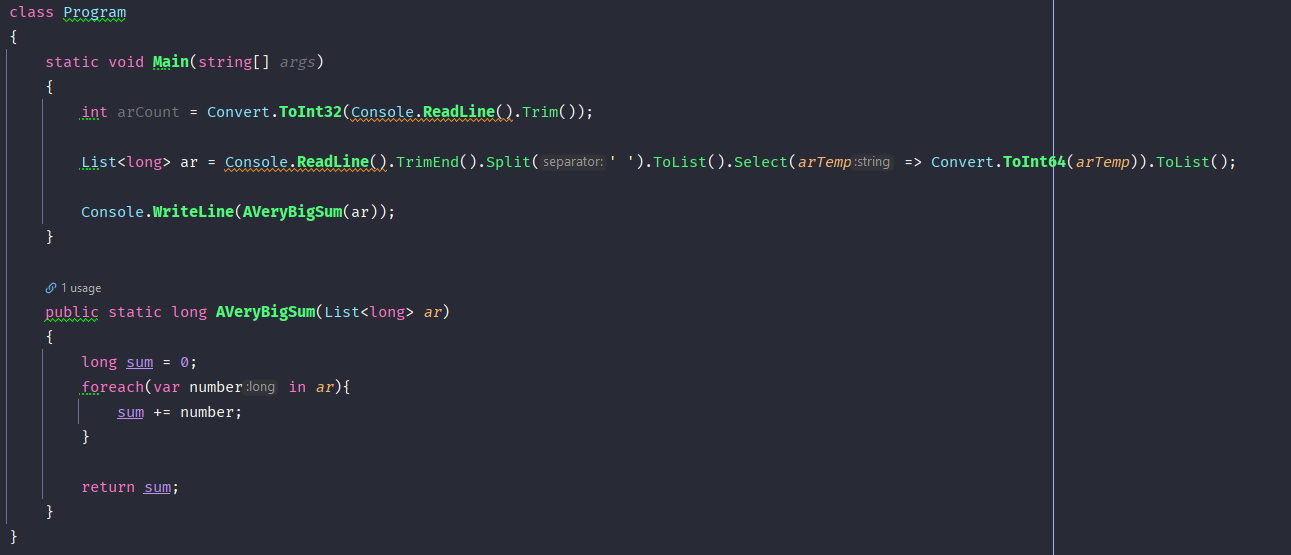 class Program
{
    static void Main(string[] args)
    {
        int arCount = Convert.ToInt32(Console.ReadLine().Trim());
        List<long> ar = Console.ReadLine().TrimEnd().Split( separator: ' ').ToList().Select(arTemp :string => Convert.ToInt64(arTemp)).ToList();
        Console.WriteLine(AVeryBigSum(ar));
    }
    1 usage
    public static long AVeryBigSum(List<long> ar)
    {
        long sum = 0;
        foreach(var number :long in ar){
            sum += number;
        }
        return sum;
    }
}